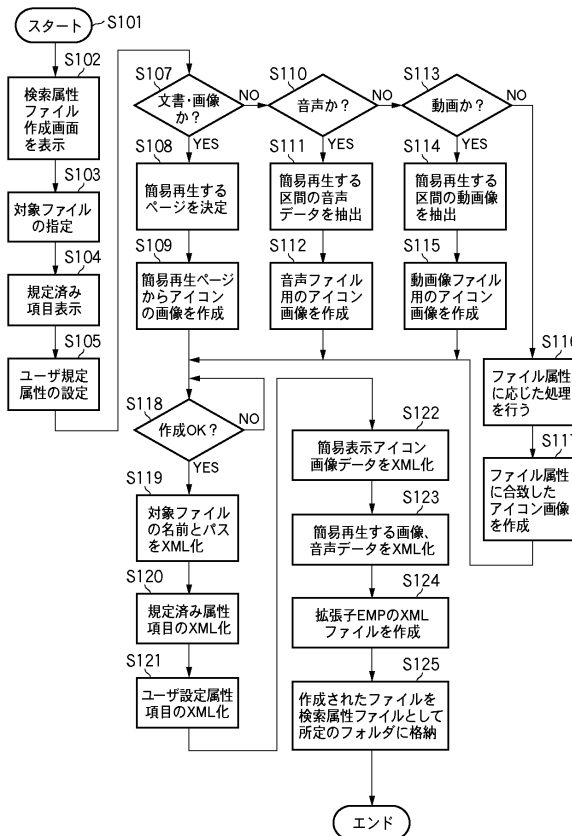 スタート
S101
S102
検索属性
ファイル
作成画面
を表示
S103
対象ファイル
の指定
S104
規定済み
項目表示
S105
ユーザ規定
属性の設定
S107
文書・画像
か?
NO
YES
S108
簡易再生する
ページを決定
S109
簡易再生ページ
からアイコン
の画像を作成
S110
音声か?
NO
YES
S111
簡易再生する
区間の音声
データを抽出
S112
音声ファイル
用のアイコン
画像を作成
S113
動画か?
NO
YES
S114
簡易再生する
区間の動画像
を抽出
S115
動画像ファイル
用のアイコン
画像を作成
S116
ファイル属性
に応じた処理
を行う
S117
ファイル属性
に合致した
アイコン画像
を作成
S118
作成OK?
NO
YES
S119
対象ファイル
の名前とパス
をXML化
S120
規定済み属性
項目のXML化
S121
ユーザ設定属性
項目のXML化
S122
簡易表示アイコン
画像データをXML化
S123
簡易再生する画像、
音声データをXML化
S124
拡張子EMPのXML
ファイルを作成
S125
作成されたファイルを
検索属性ファイルとして
所定のフォルダに格納
エンド